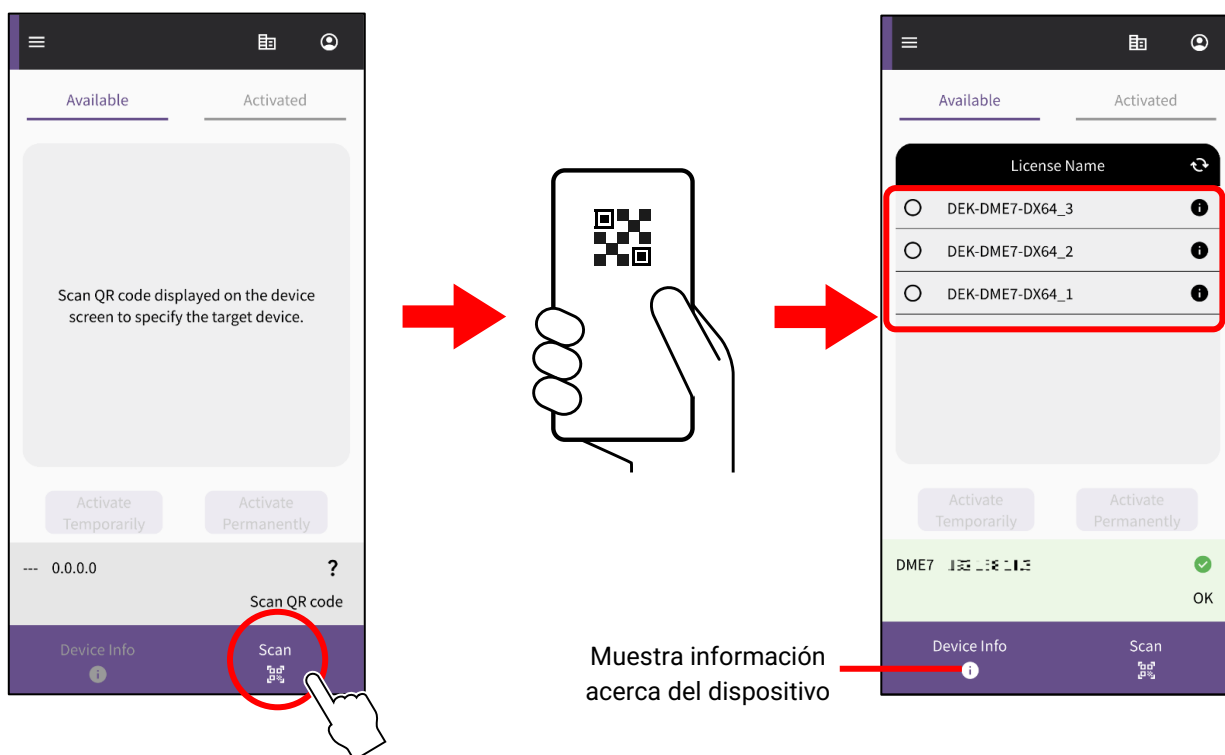 Available
Activated
Scan QR code displayed on the device
screen to specify the target device.
Activate
Temporarily
Activate
Permanently
--- 0.0.0.0
?
Scan QR code
Device Info
Scan
Available
Activated
License Name
DEK-DME7-DX64_3
DEK-DME7-DX64_2
DEK-DME7-DX64_1
Activate
Temporarily
Activate
Permanently
DME7
OK
Device Info
Scan
Muestra información
acerca del dispositivo